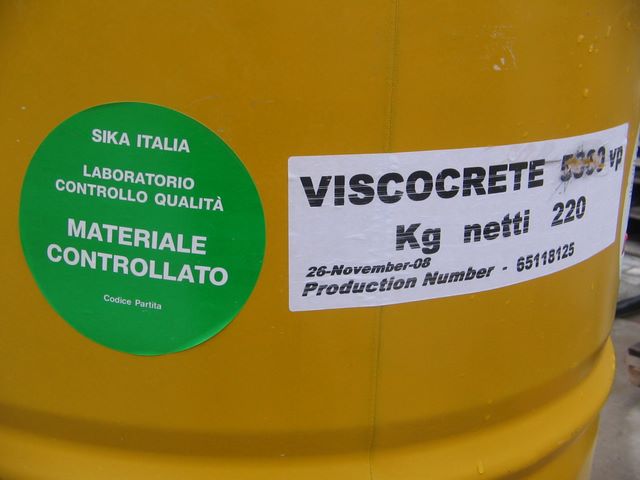 SIKA ITALIA
LABORATORIO
CONTROLLO QUALITÀ
MATERIALE
CONTROLLATO
Codice Partita
VISCOCRETE vp
Kg netti 220
26-November-08
Production Number - 65118125